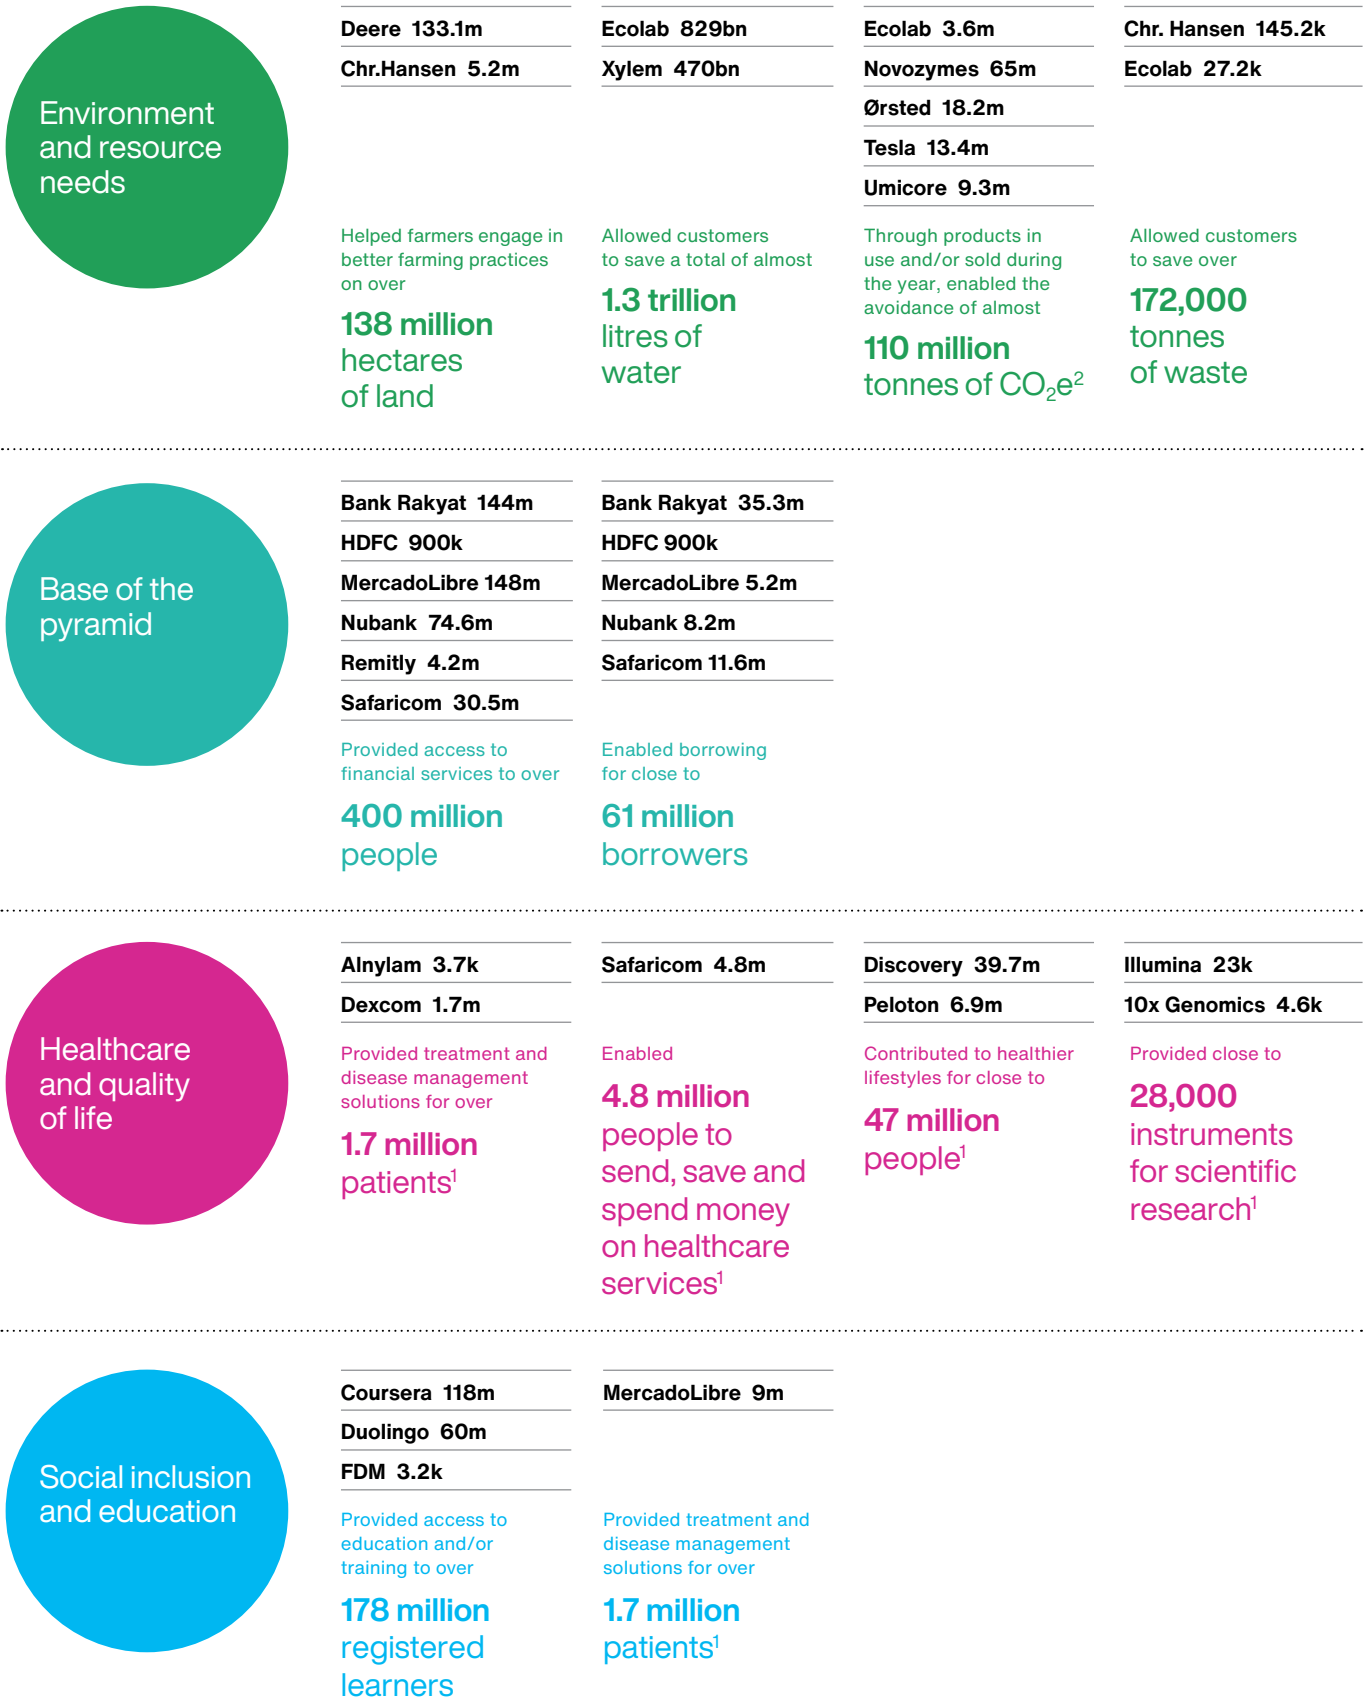 Environment
and resource
needs
Deere 133.1m
Chr.Hansen 5.2m
Helped farmers engage in
better farming practices
on over
138 million
hectares
of land
Ecolab 829bn
Xylem 470bn
Allowed customers
to save a total of almost
1.3 trillion
litres of
water
Ecolab 3.6m
Novozymes 65m
Ørsted 18.2m
Tesla 13.4m
Umicore 9.3m
Through products in
use and/or sold during
the year, enabled the
avoidance of almost
110 million
tonnes of CO₂e²
Chr. Hansen 145.2k
Ecolab 27.2k
Allowed customers
to save over
172,000
tonnes
of waste
Base of the
pyramid
Bank Rakyat 144m
HDFC 900k
MercadoLibre 148m
Nubank 74.6m
Remitly 4.2m
Safaricom 30.5m
Provided access to
financial services to over
400 million
people
Bank Rakyat 35.3m
HDFC 900k
MercadoLibre 5.2m
Nubank 8.2m
Safaricom 11.6m
Enabled borrowing
for close to
61 million
borrowers
Healthcare
and quality
of life
Alnylam 3.7k
Dexcom 1.7m
Provided treatment and
disease management
solutions for over
1.7 million
patients¹
Safaricom 4.8m
Enabled
4.8 million
people to
send, save and
spend money
on healthcare
services¹
Discovery 39.7m
Peloton 6.9m
Contributed to healthier
lifestyles for close to
47 million
people¹
Illumina 23k
10x Genomics 4.6k
Provided close to
28,000
instruments
for scientific
research¹
Social inclusion
and education
Coursera 118m
Duolingo 60m
FDM 3.2k
Provided access to
education and/or
training to over
178 million
registered
learners
MercadoLibre 9m
Provided treatment and
disease management
solutions for over
1.7 million
patients¹